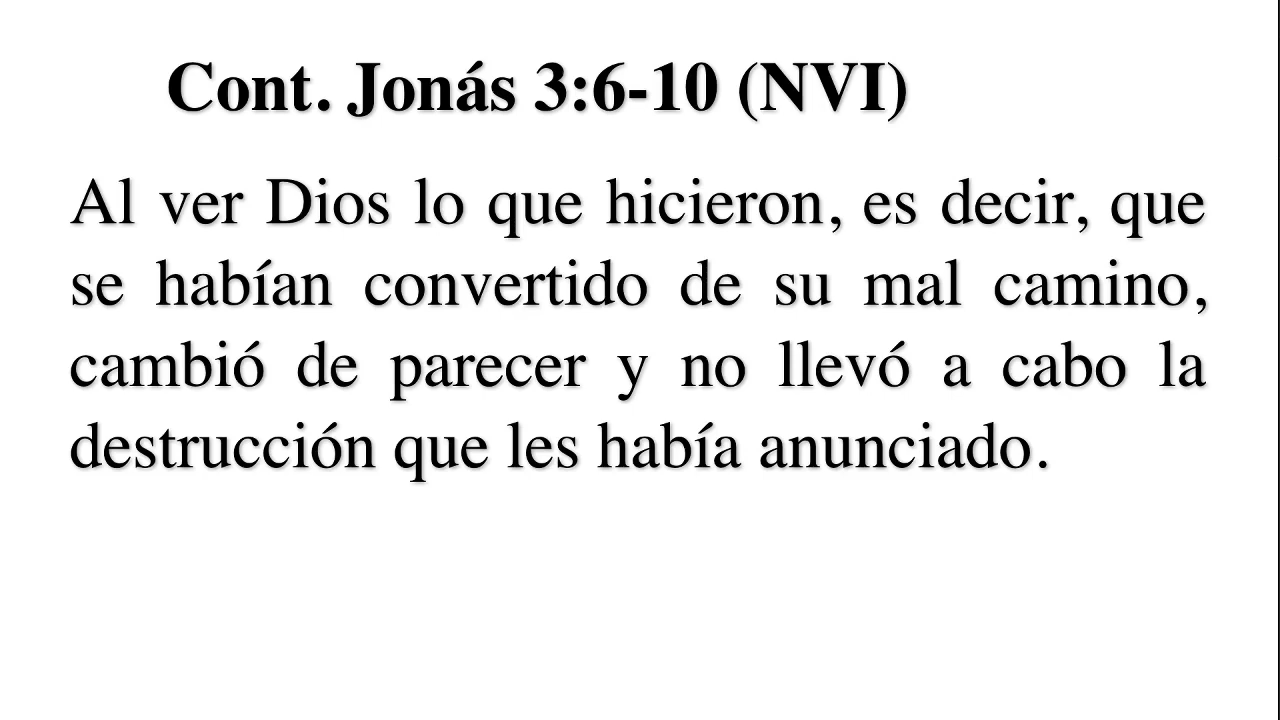 Cont. Jonás 3:6-10 (NVI)
Al ver Dios lo que hicieron, es decir, que
se habían convertido de su mal camino,
cambió de parecer y no llevó a cabo la
destrucción que les había anunciado.